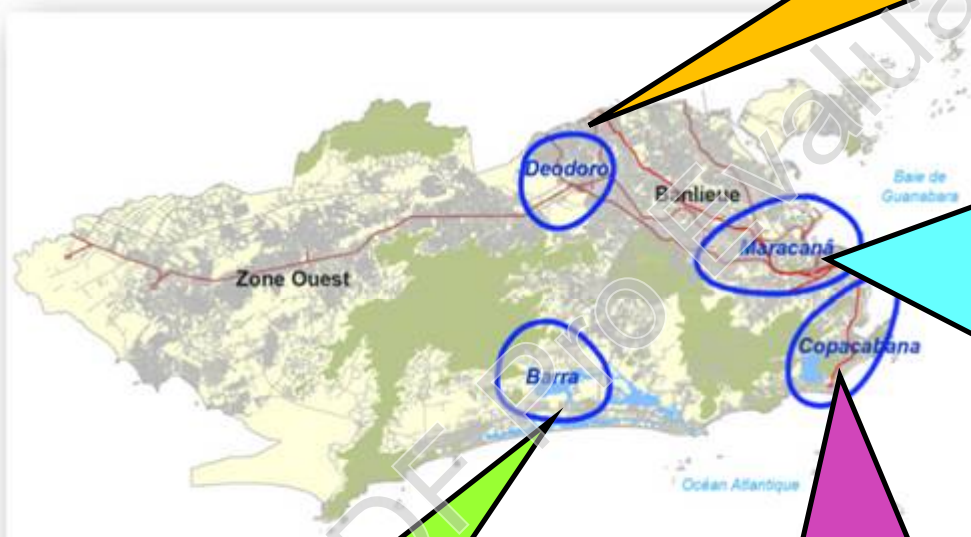 Deodoro
Banlieue
Baie de
Guanabara
Maracanã
Zone Ouest
Copacabana
Barra
Océan Atlantique